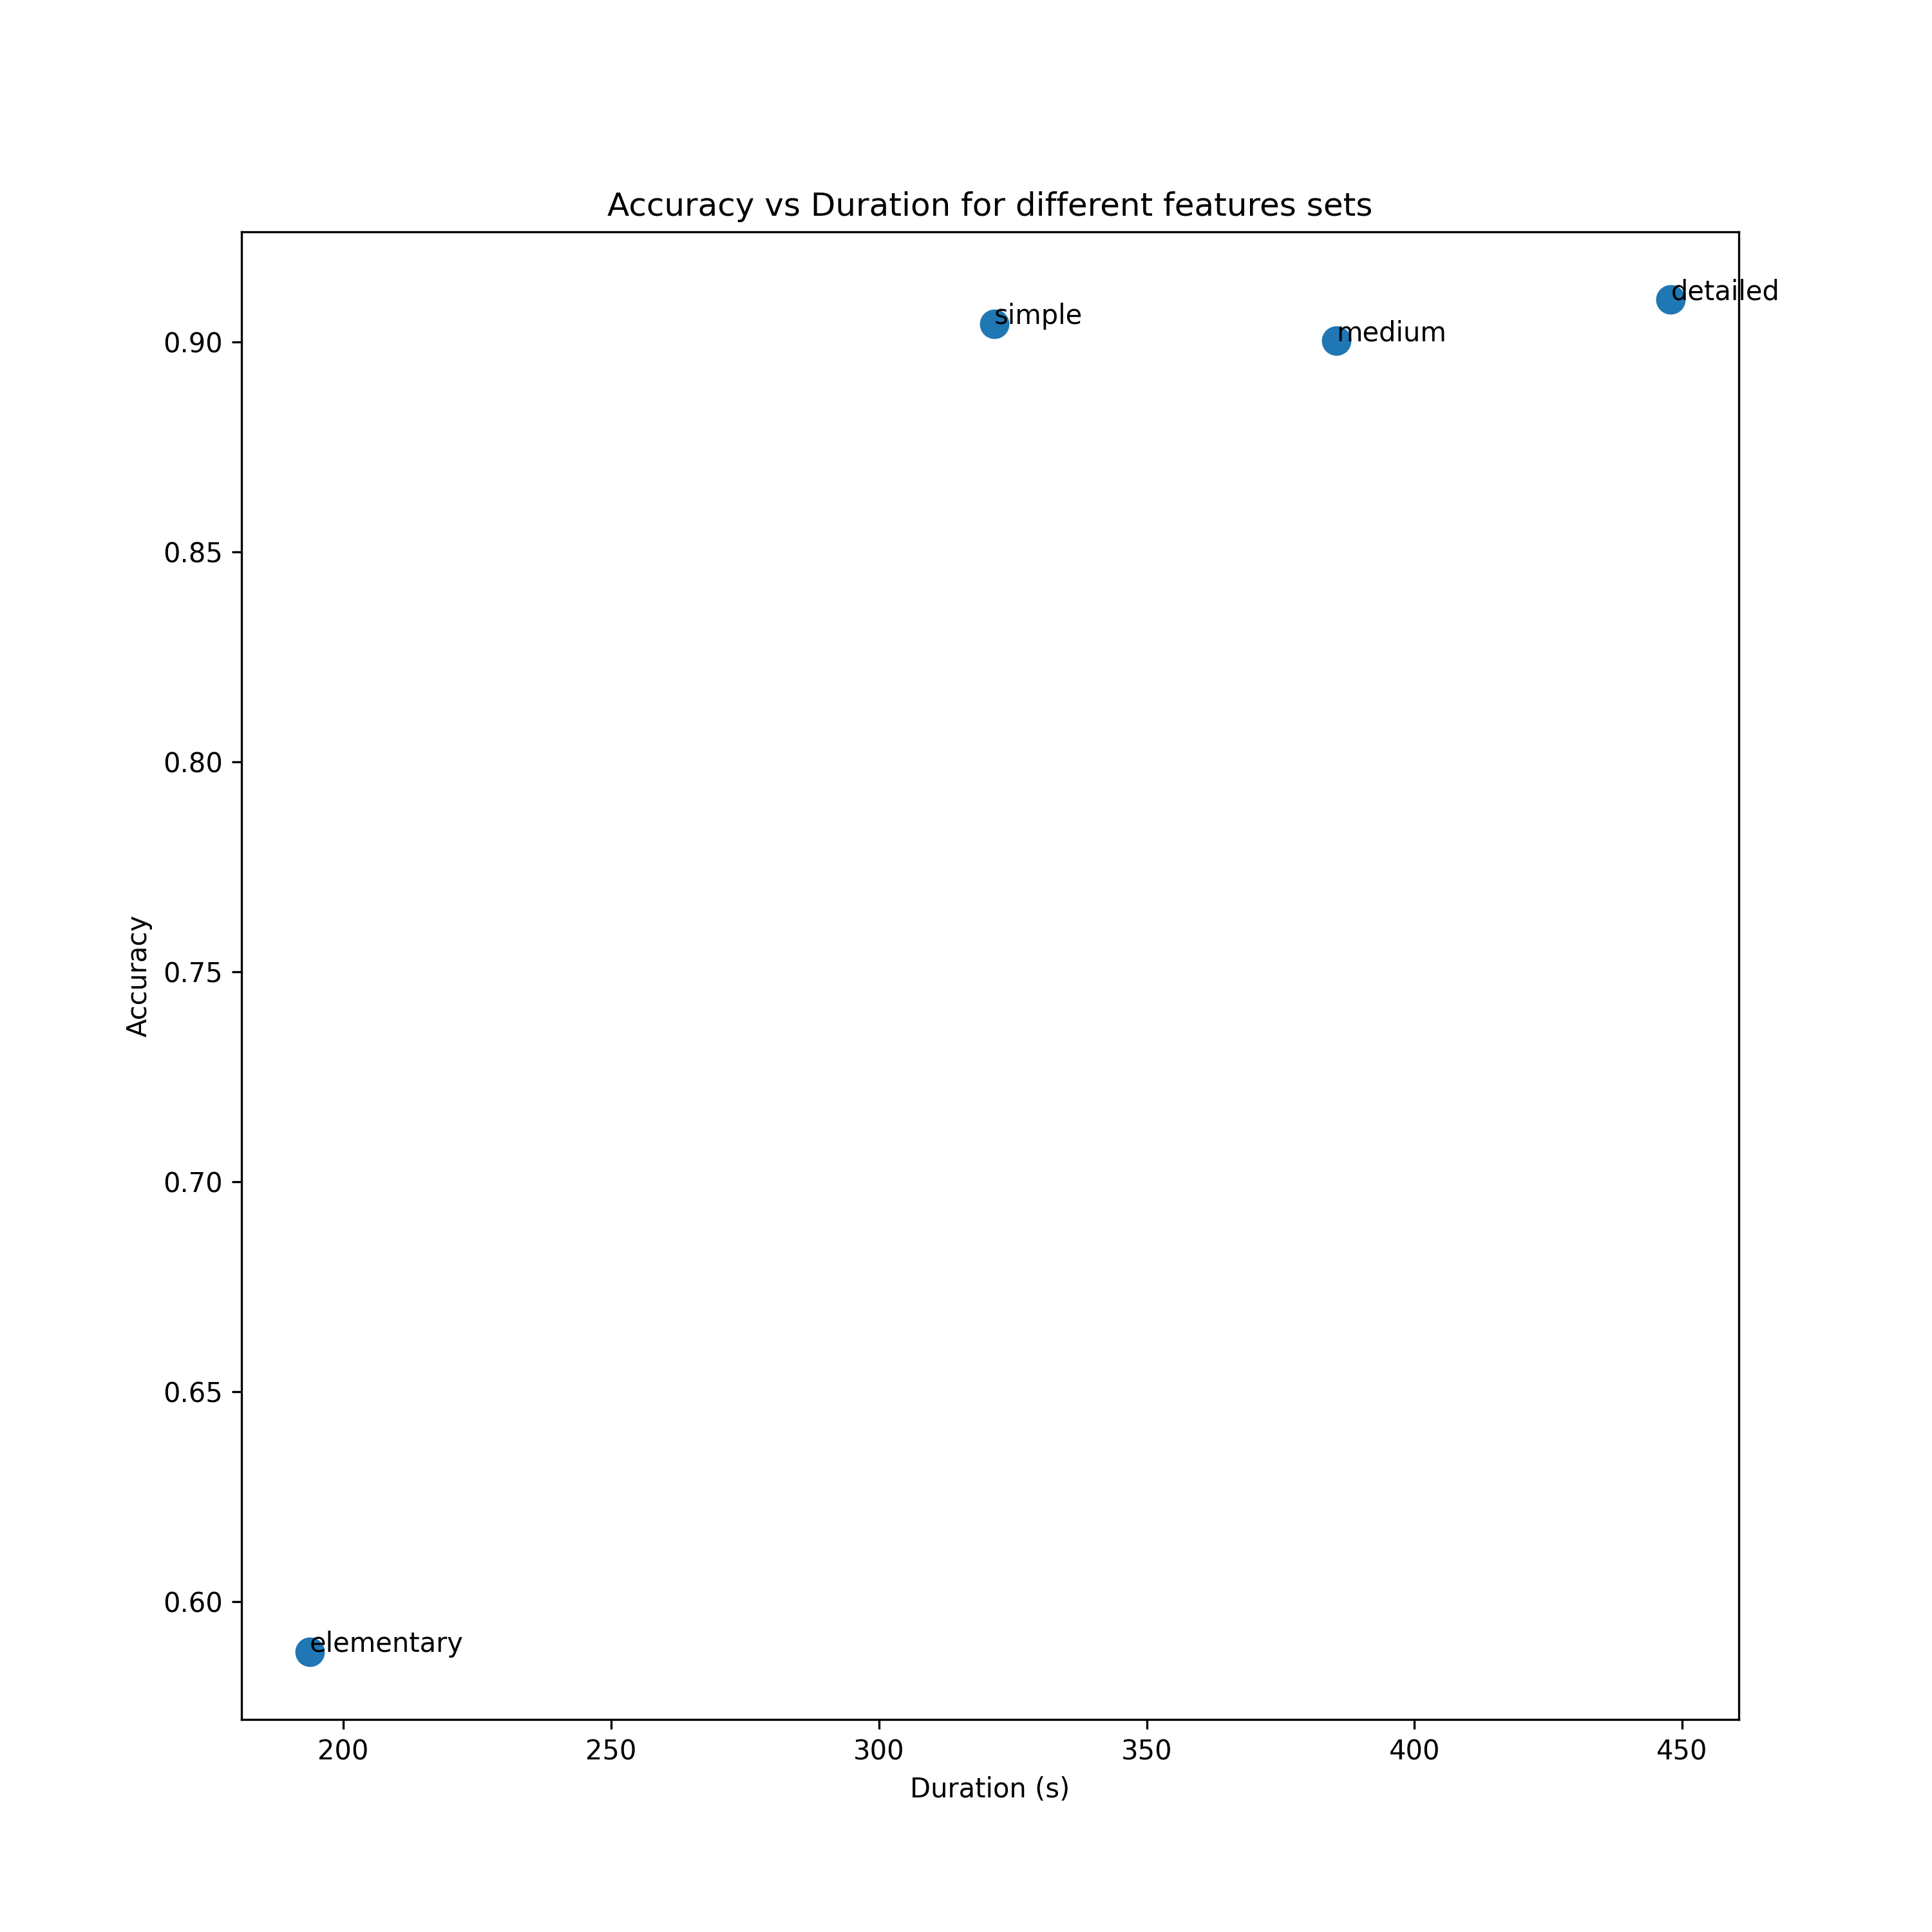 Accuracy vs Duration for different features sets
detailed
simple
medium
0.90
0.85
0.80
0.75
Accuracy
0.70
0.65
0.60
elementary
200 250 300 350 400 450
Duration (s)